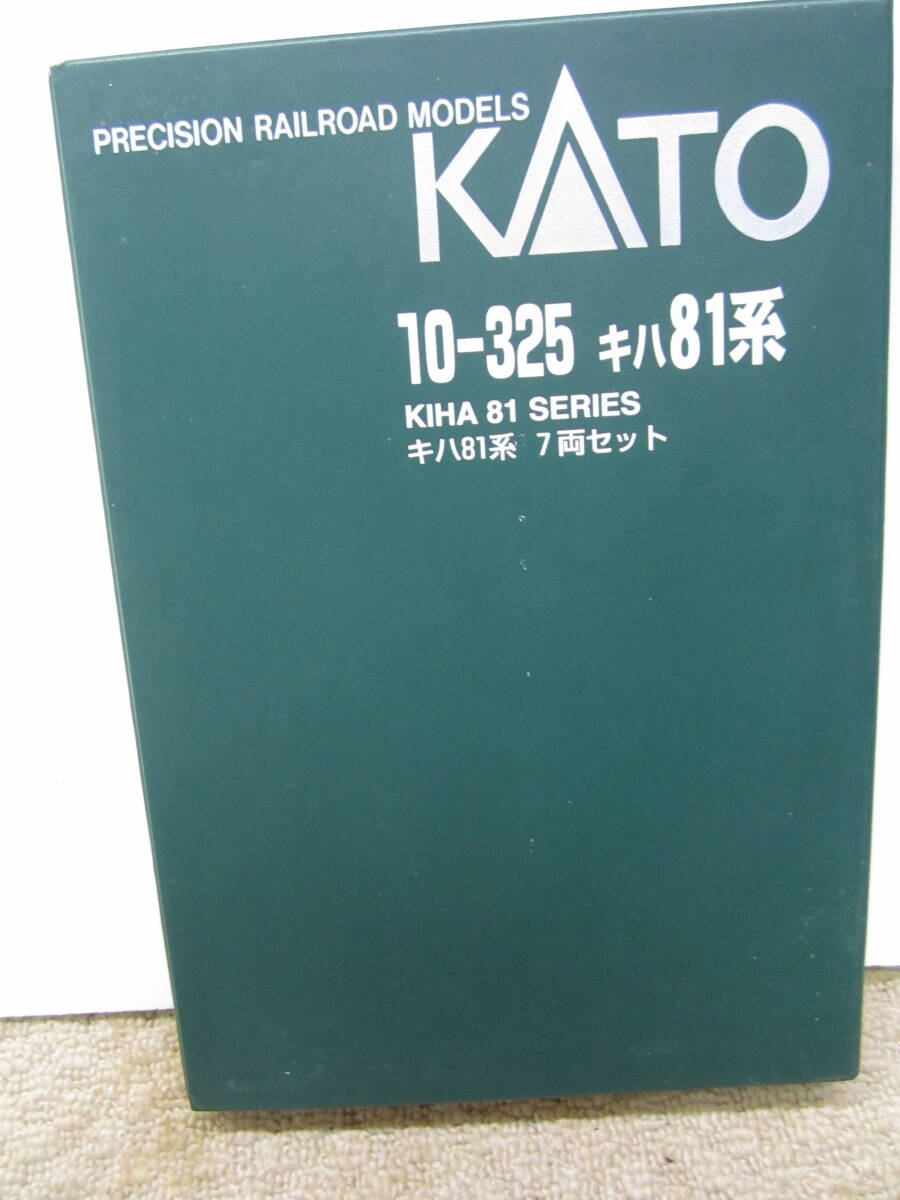 PRECISION RAILROAD MODELS
KATO
10-325 キハ81系
KIHA 81 SERIES
キハ81系 7両セット